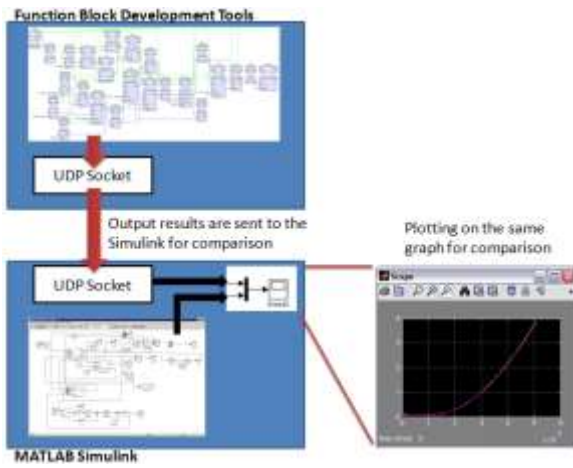 Function Block Development Tools
UDP Socket
Output results are sent to the
Simulink for comparison
Plotting on the same
graph for comparison
UDP Socket
Scope
MATLAB Simulink